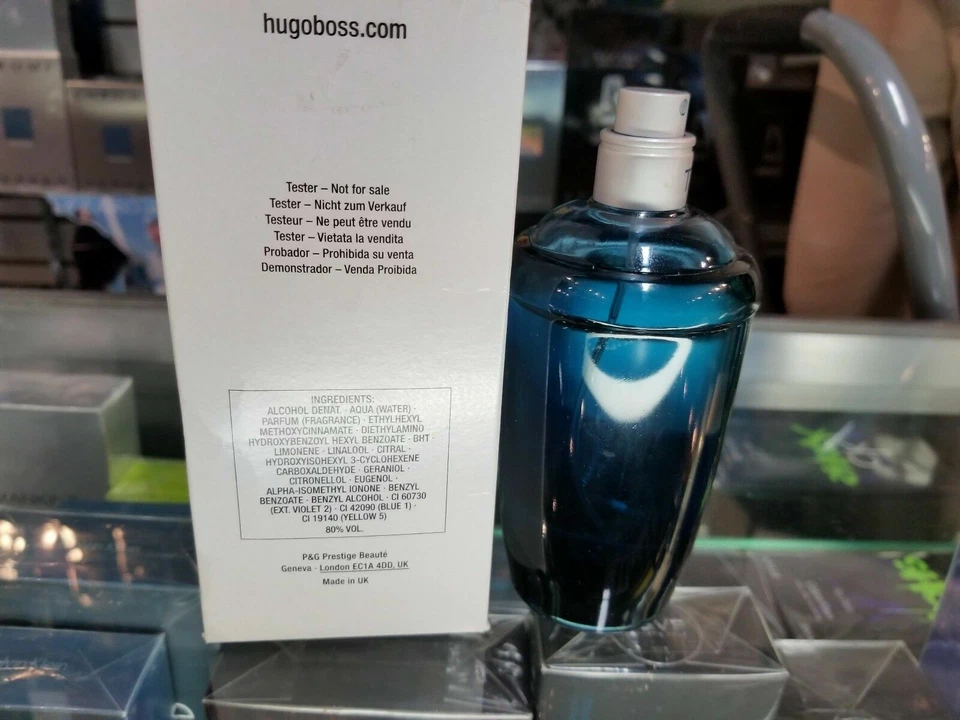 hugoboss.com
Tester – Not for sale
Tester – Nicht zum Verkauf
Testeur – Ne peut être vendu
Tester – Vietata la vendita
Probador – Prohibida su venta
Demonstrador – Venda Proibida
INGREDIENTS:
ALCOHOL DENAT. · AQUA (WATER) ·
PARFUM (FRAGRANCE) · ETHYLHEXYL
METHOXYCINNAMATE · DIETHYLAMINO
HYDROXYBENZOYL HEXYL BENZOATE · BHT ·
LIMONENE · LINALOOL · CITRAL ·
HYDROXYISOHEXYL 3-CYCLOHEXENE
CARBOXALDEHYDE · GERANIOL ·
CITRONELLOL · EUGENOL ·
ALPHA-ISOMETHYL IONONE · BENZYL
BENZOATE · BENZYL ALCOHOL · CI 60730
(EXT. VIOLET 2) · CI 42090 (BLUE 1) ·
CI 19140 (YELLOW 5)
80% VOL.
P&G Prestige Beauté
Geneva · London EC1A 4DD, UK
Made in UK